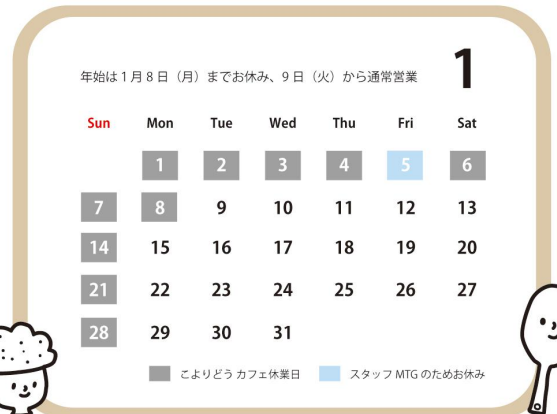 年始は1月8日（月）までお休み、9日（火）から通常営業
1
Sun Mon Tue Wed Thu Fri Sat
1 2 3 4 5 6
7 8 9 10 11 12 13
14 15 16 17 18 19 20
21 22 23 24 25 26 27
28 29 30 31
こよりどう カフェ休業日 スタッフ MTG のためお休み